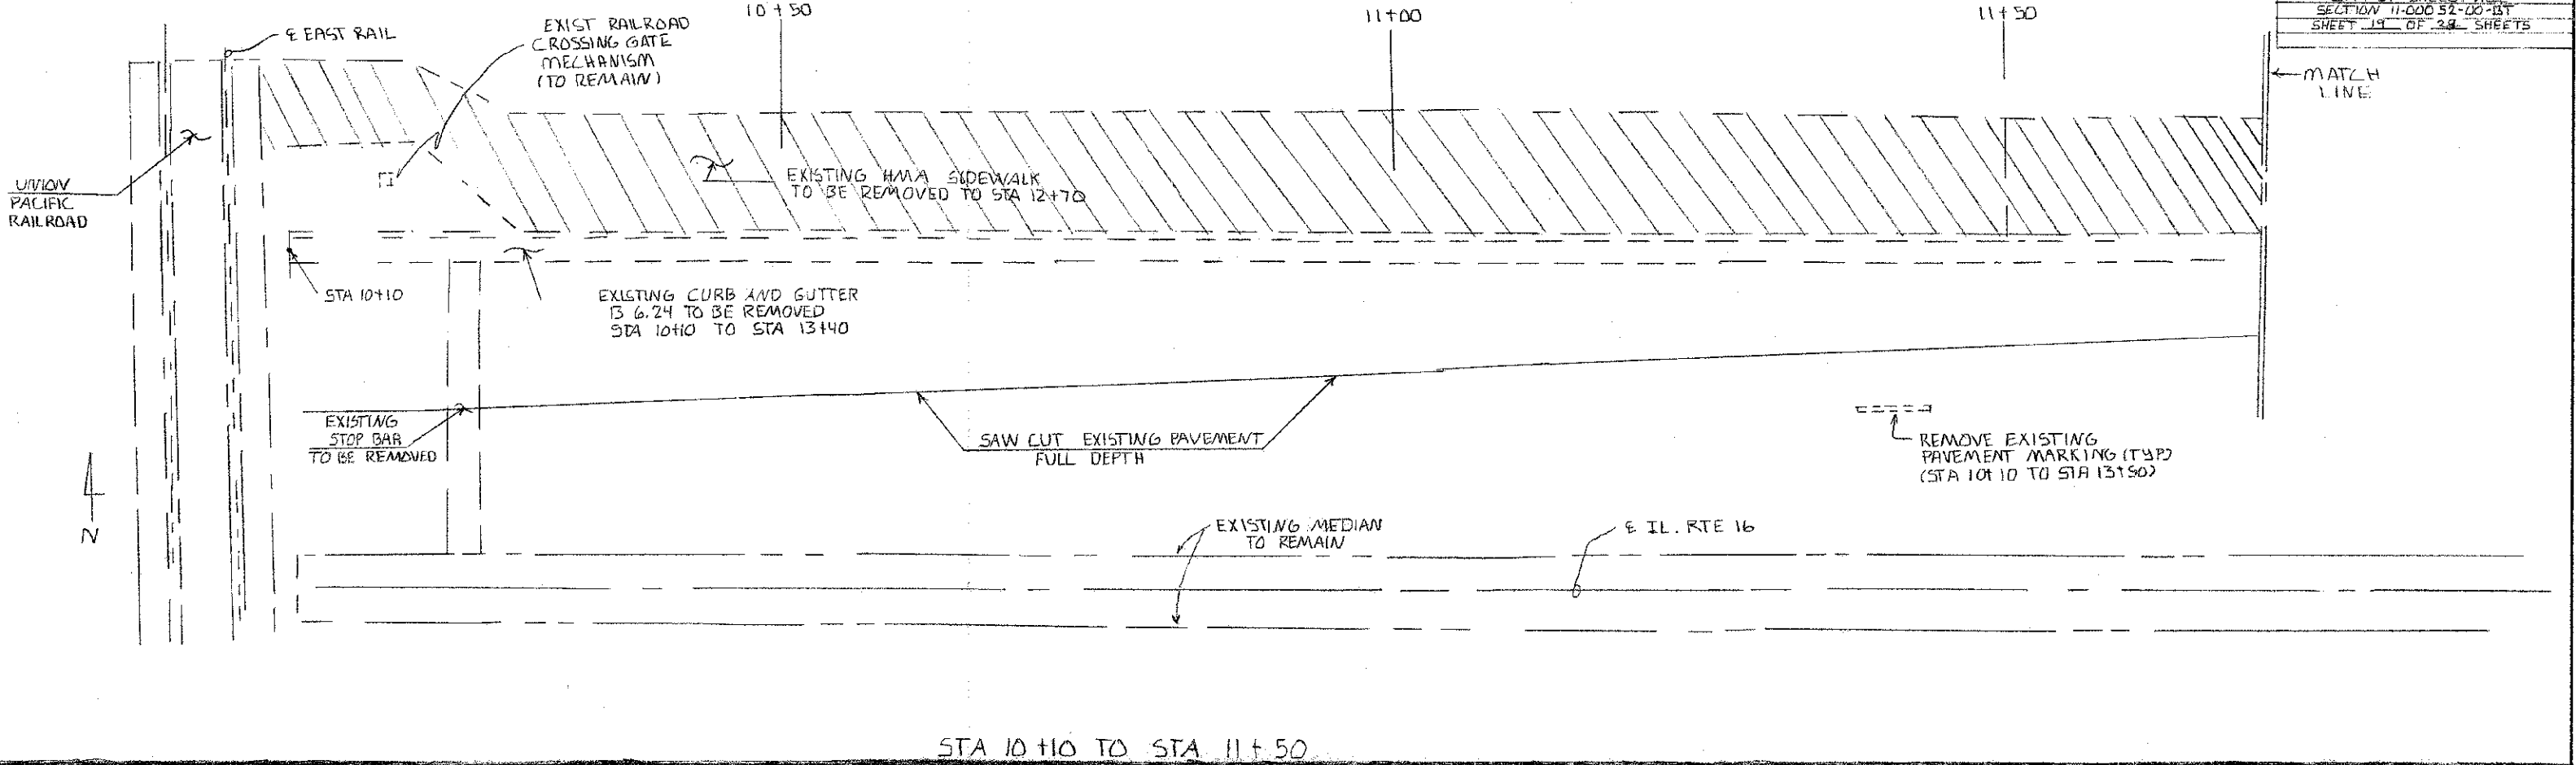 10+50
11+00
11+50
SECTION 11-00052-00-BT
SHEET 19 OF 28 SHEETS
℄ EAST RAIL
EXIST RAILROAD
CROSSING GATE
MECHANISM
(TO REMAIN)
MATCH
LINE
UNION
PACIFIC
RAILROAD
EXISTING HMA SIDEWALK
TO BE REMOVED TO STA 12+70
STA 10+10
EXISTING CURB AND GUTTER
B 6.24 TO BE REMOVED
STA 10+10 TO STA 13+40
EXISTING
STOP BAR
TO BE REMOVED
SAW CUT EXISTING PAVEMENT
FULL DEPTH
REMOVE EXISTING
PAVEMENT MARKING (TYP)
(STA 10+10 TO STA 13+50)
N
EXISTING MEDIAN
TO REMAIN
℄ IL. RTE 16
STA 10+10 TO STA 11+50